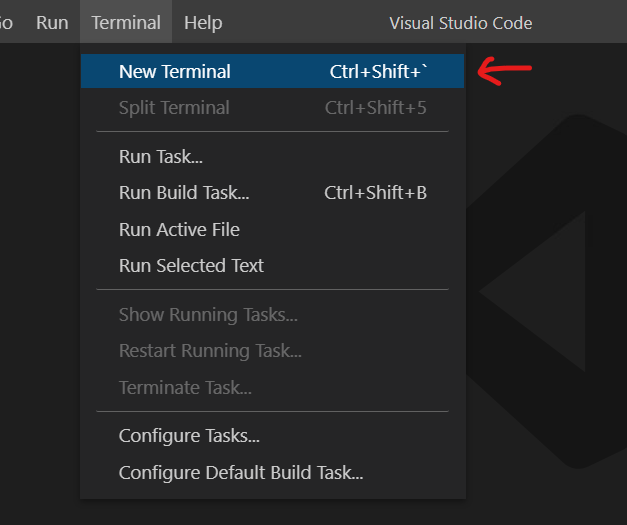 Go Run Terminal Help Visual Studio Code
New Terminal Ctrl+Shift+`
Split Terminal Ctrl+Shift+5
Run Task...
Run Build Task... Ctrl+Shift+B
Run Active File
Run Selected Text
Show Running Tasks...
Restart Running Task...
Terminate Task...
Configure Tasks...
Configure Default Build Task...